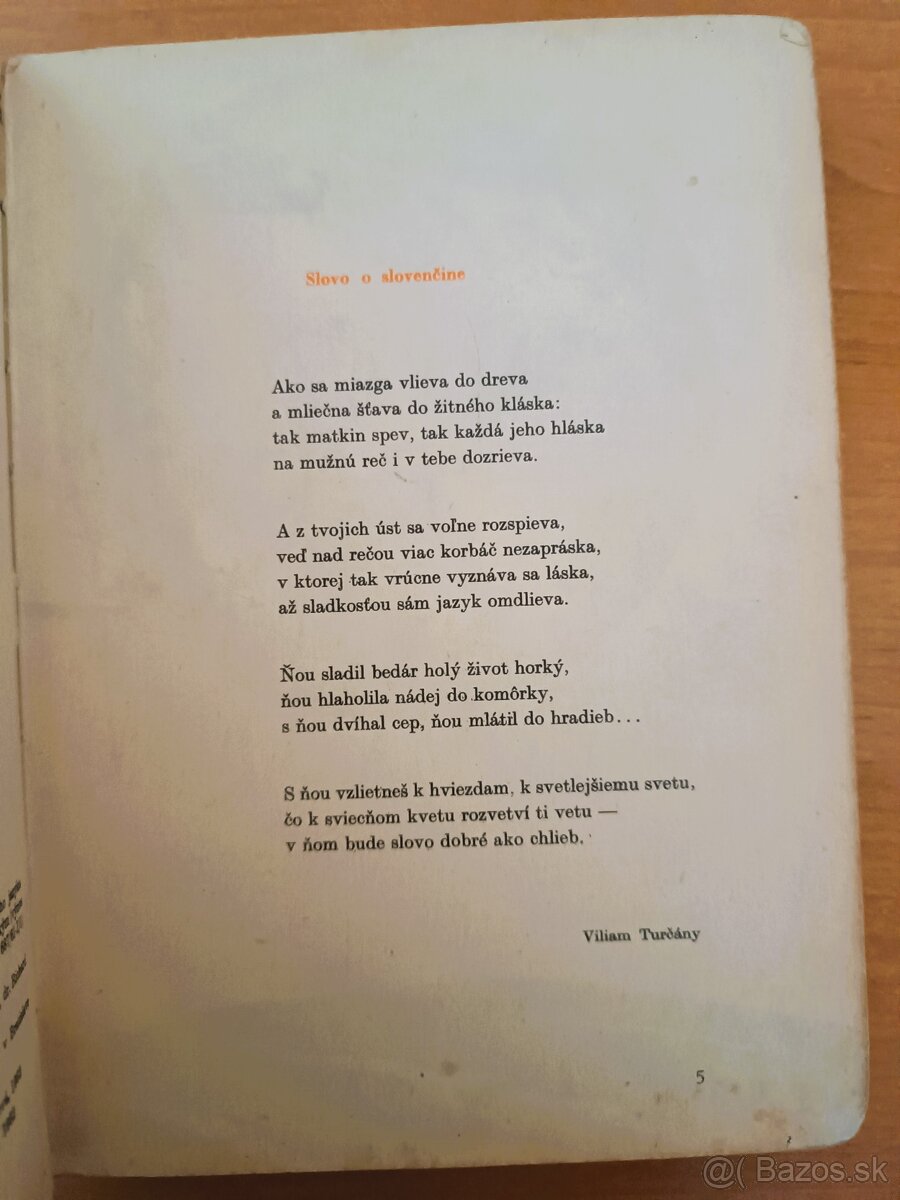 Slovo o slovenčine
Ako sa miazga vlieva do dreva
a mliečna šťava do žitného kláska:
tak matkin spev, tak každá jeho hláska
na mužnú reč i v tebe dozrieva.
A z tvojich úst sa voľne rozspieva,
veď nad rečou viac korbáč nezapráska,
v ktorej tak vrúcne vyznáva sa láska,
až sladkosťou sám jazyk omdlieva.
Ňou sladil bedár holý život horký,
ňou hlaholila nádej do komôrky,
s ňou dvíhal cep, ňou mlátil do hradieb...
S ňou vzlietneš k hviezdam, k svetlejšiemu svetu,
čo k sviecňom kvetu rozvetví ti vetu —
v ňom bude slovo dobré ako chlieb.
Viliam Turčány
5
@( Bazos.sk